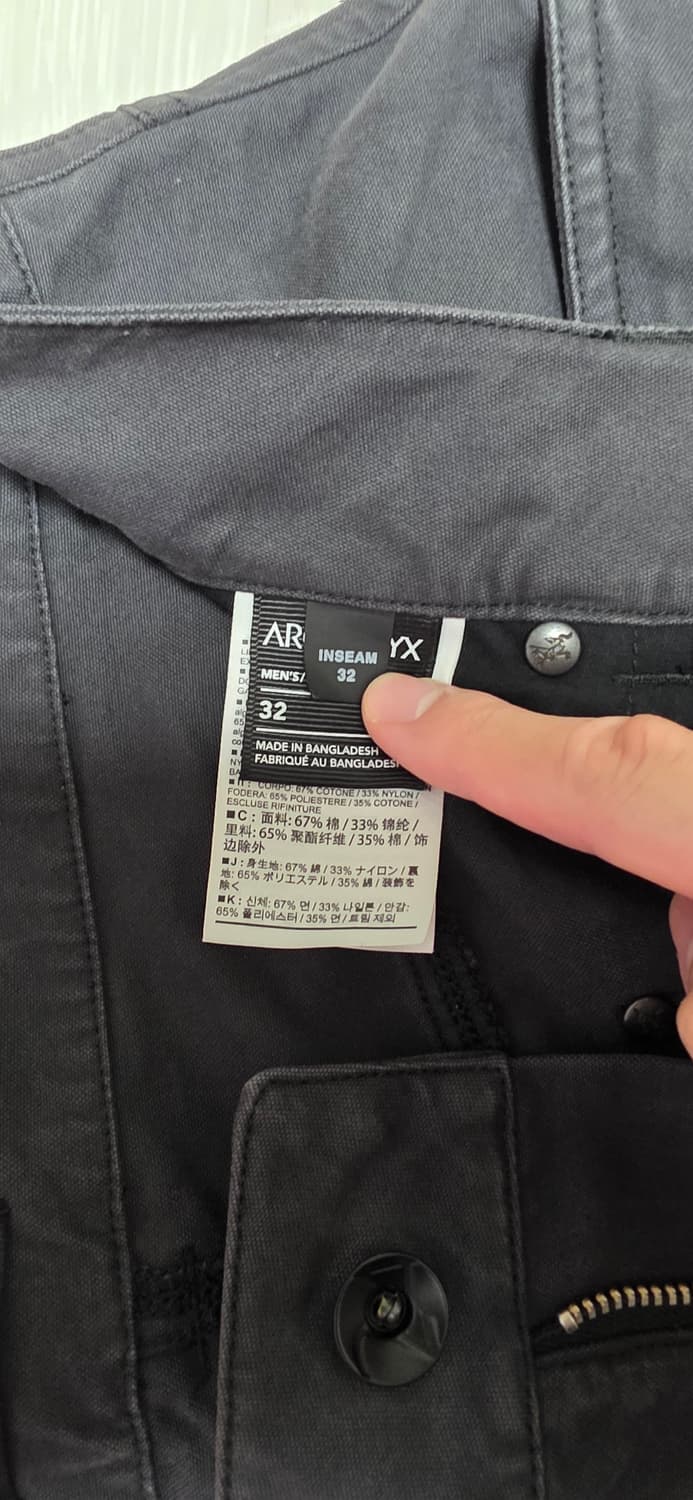 AR YX
INSEAM
32
MEN'S/
32
MADE IN BANGLADESH
FABRIQUÉ AU BANGLADESH
CORPO: 67% COTONE / 33% NYLON /
FODERA: 65% POLIESTERE / 35% COTONE /
ESCLUSE RIFINITURE
■C : 面料: 67% 棉 / 33% 锦纶 /
里料: 65% 聚酯纤维 / 35% 棉 / 饰
边除外
■J : 身生地: 67% 綿 / 33% ナイロン / 裏
地: 65% ポリエステル / 35% 綿 / 装飾を
除く
■K : 신체: 67% 면 / 33% 나일론 / 안감:
65% 폴리에스터 / 35% 면 / 트림 제외